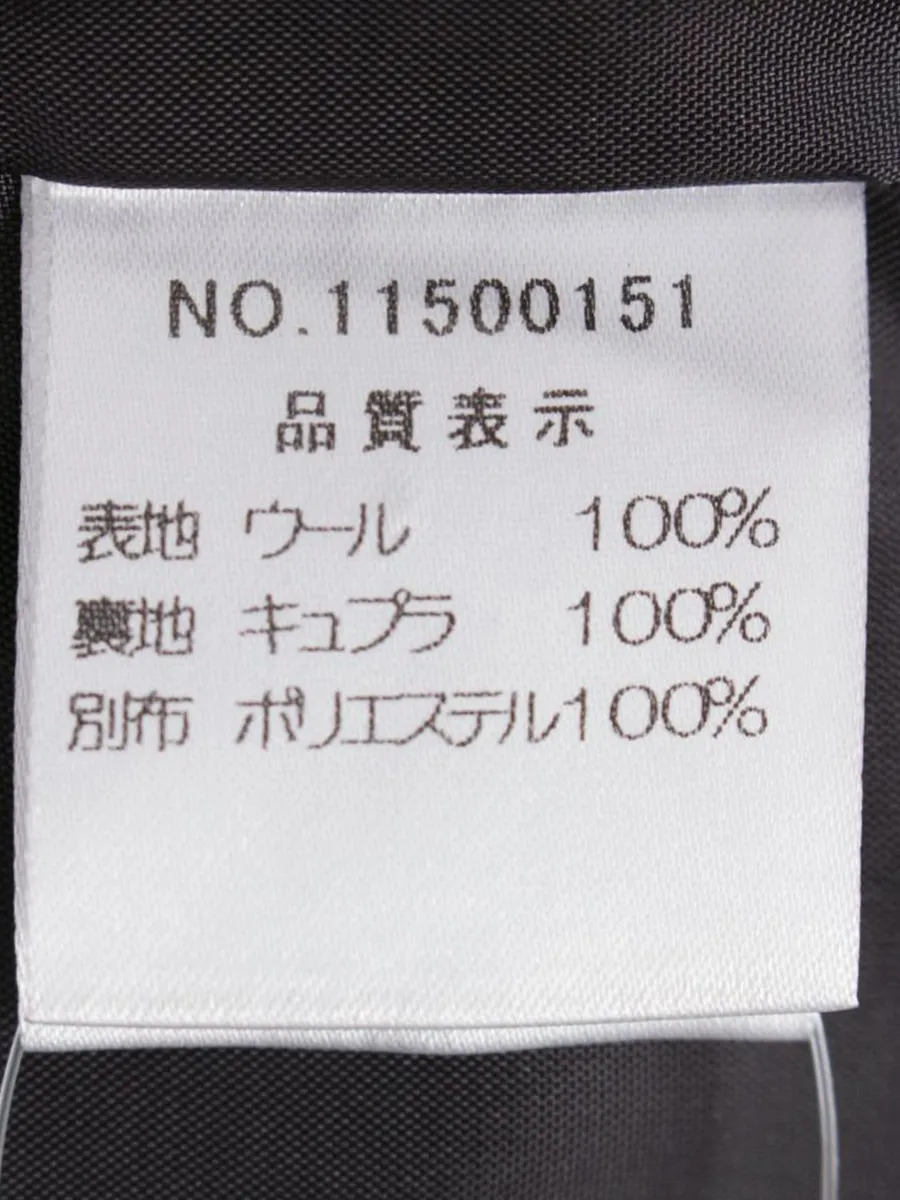 NO.11500151
品質表示
表地 ウール 100%
裏地 キュプラ 100%
別布 ポリエステル100%